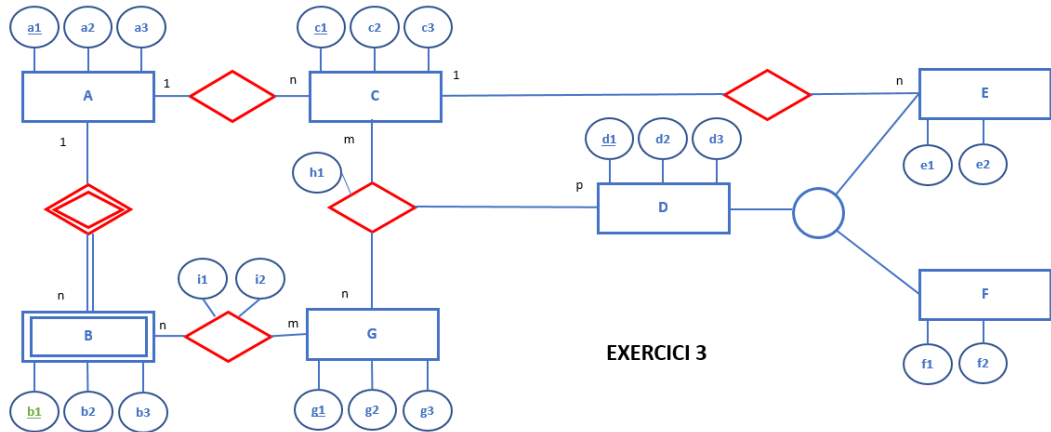 a1 a2 a3 c1 c2 c3
A 1 n C 1 n E
1 m d1 d2 d3
h1 e1 e2
p D
i1 i2
n n F
B n m G
EXERCICI 3
f1 f2
b1 b2 b3 g1 g2 g3